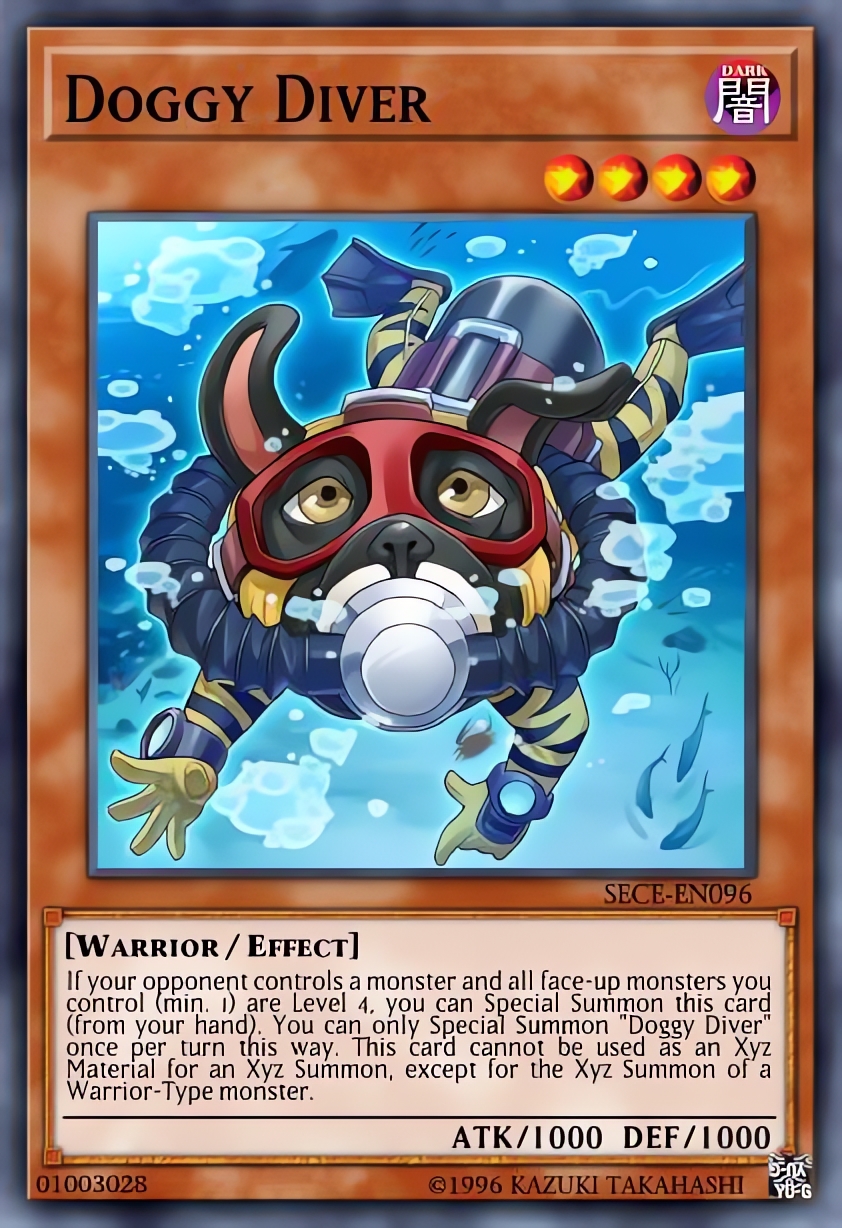 Doggy Diver
DARK
闇
SECE-EN096
[Warrior / Effect]
If your opponent controls a monster and all face-up monsters you
control (min. 1) are Level 4, you can Special Summon this card
(from your hand). You can only Special Summon "Doggy Diver"
once per turn this way. This card cannot be used as an Xyz
Material for an Xyz Summon, except for the Xyz Summon of a
Warrior-Type monster.
ATK/1000 DEF/1000
01003028
©1996 KAZUKI TAKAHASHI